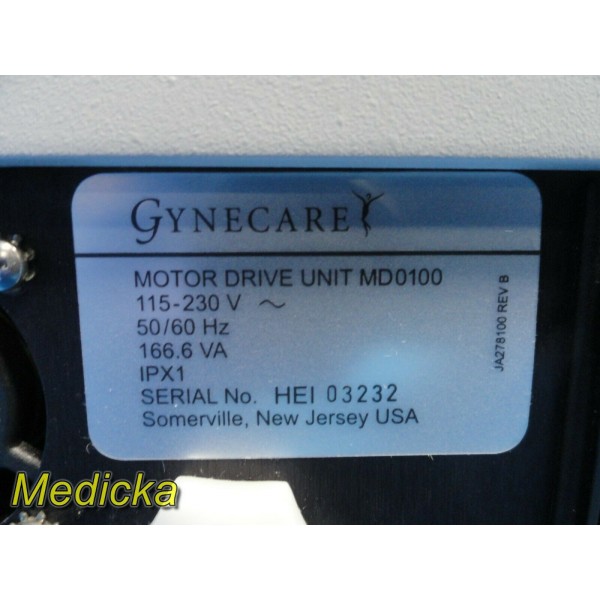 GYNECARE
MOTOR DRIVE UNIT MD0100
115-230 V ~
50/60 Hz
166.6 VA
IPX1
SERIAL No. HEI 03232
Somerville, New Jersey USA
JA278100 REV B
Medicka